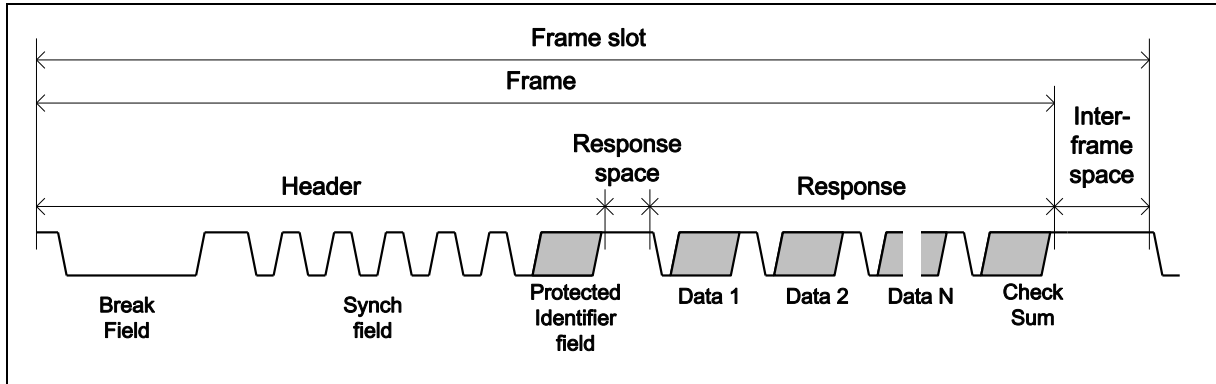 Frame slot
Frame
Inter-
frame
space
Response
space
Header
Response
Break
Field
Synch
field
Protected
Identifier
field
Data 1
Data 2
Data N
Check
Sum